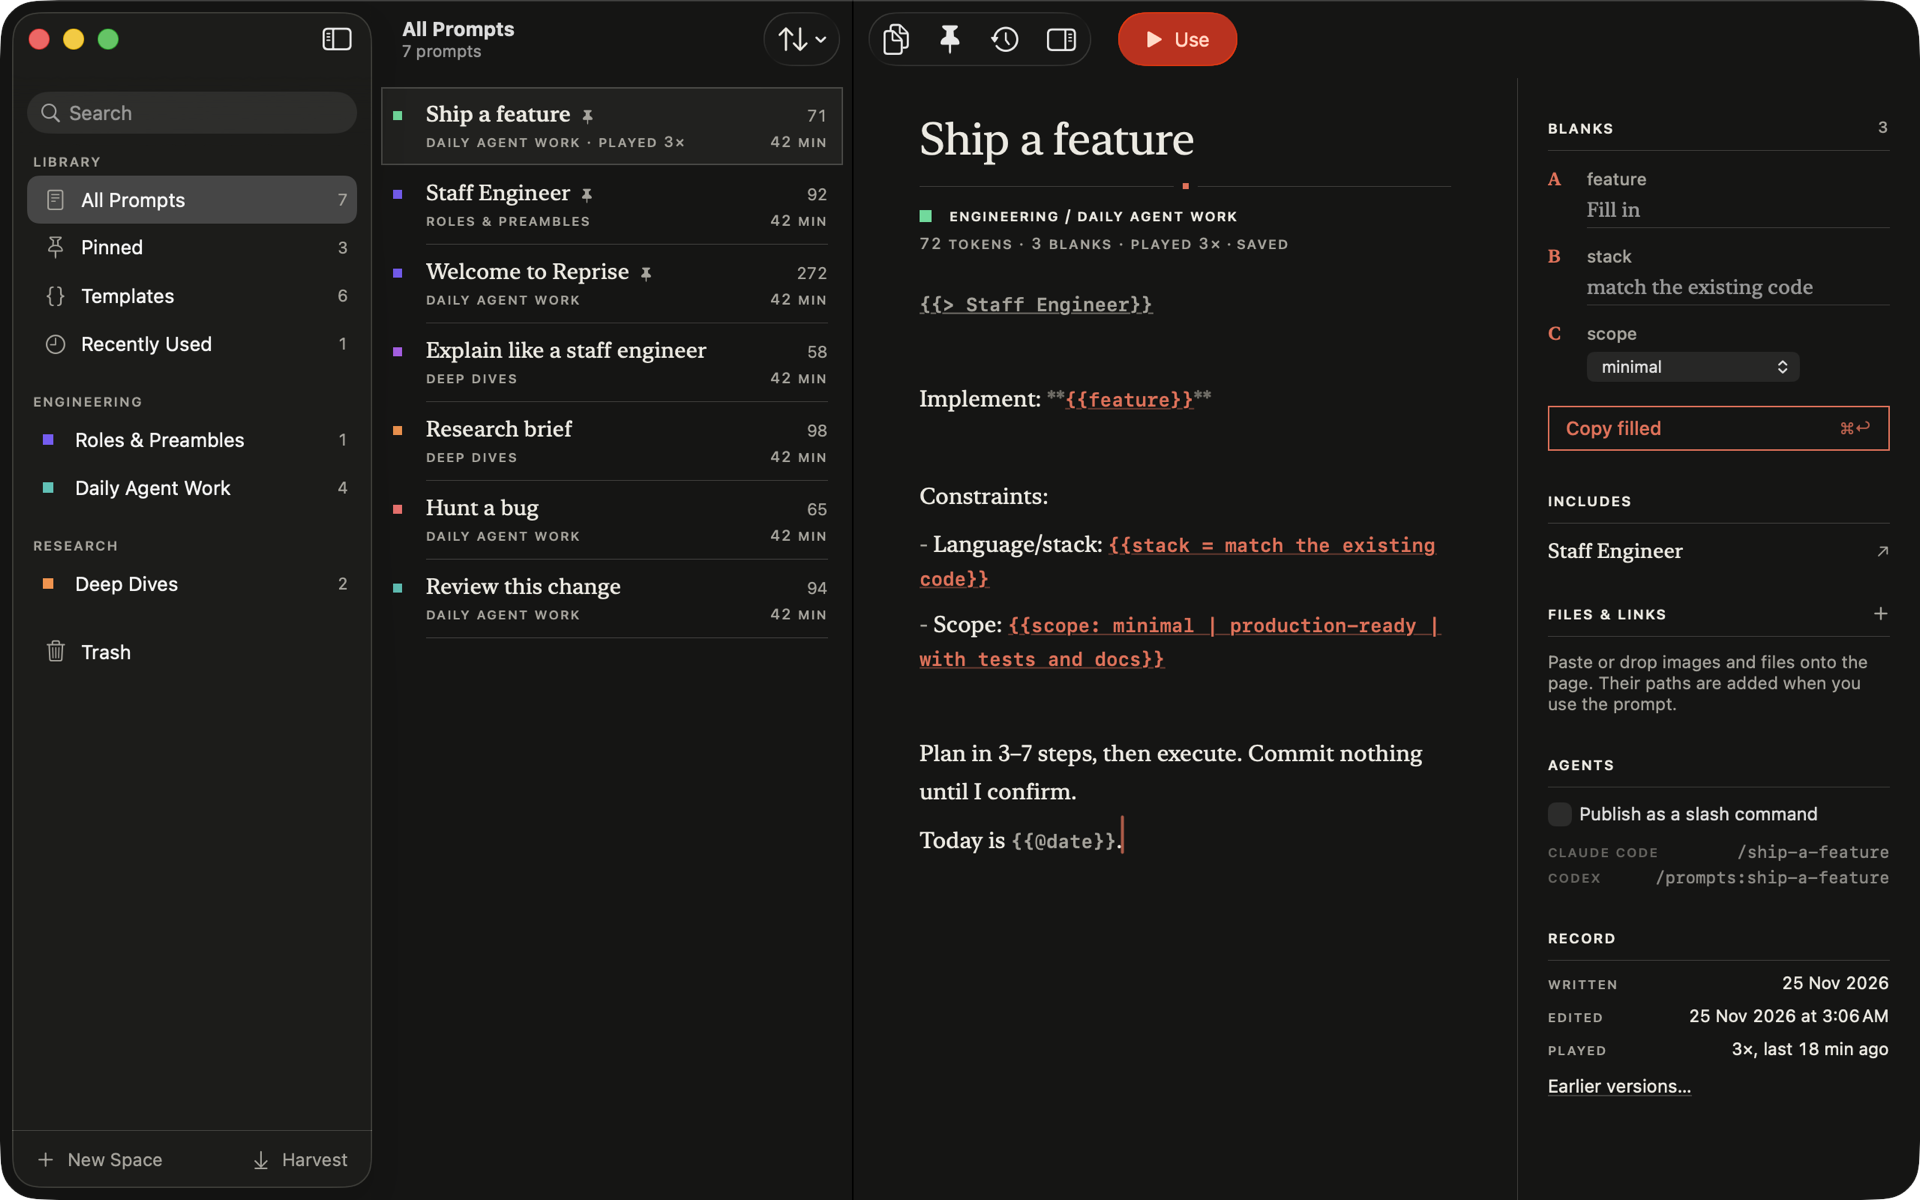 Search
LIBRARY
All Prompts 7
Pinned 3
Templates 6
Recently Used 1
ENGINEERING
Roles & Preambles 1
Daily Agent Work 4
RESEARCH
Deep Dives 2
Trash
New Space
Harvest
All Prompts
7 prompts
Ship a feature 71
DAILY AGENT WORK · PLAYED 3× 42 MIN
Staff Engineer 92
ROLES & PREAMBLES 42 MIN
Welcome to Reprise 272
DAILY AGENT WORK 42 MIN
Explain like a staff engineer 58
DEEP DIVES 42 MIN
Research brief 98
DEEP DIVES 42 MIN
Hunt a bug 65
DAILY AGENT WORK 42 MIN
Review this change 94
DAILY AGENT WORK 42 MIN
Use
Ship a feature
ENGINEERING / DAILY AGENT WORK
72 TOKENS · 3 BLANKS · PLAYED 3× · SAVED
{{> Staff Engineer}}
Implement: **{{feature}}**
Constraints:
- Language/stack: {{stack = match the existing
code}}
- Scope: {{scope: minimal | production-ready |
with tests and docs}}
Plan in 3–7 steps, then execute. Commit nothing
until I confirm.
Today is {{@date}}.
BLANKS 3
A feature
Fill in
B stack
match the existing code
C scope
minimal
Copy filled ⌘↩
INCLUDES
Staff Engineer ↗
FILES & LINKS +
Paste or drop images and files onto the
page. Their paths are added when you
use the prompt.
AGENTS
Publish as a slash command
CLAUDE CODE /ship-a-feature
CODEX /prompts:ship-a-feature
RECORD
WRITTEN 25 Nov 2026
EDITED 25 Nov 2026 at 3:06 AM
PLAYED 3×, last 18 min ago
Earlier versions...